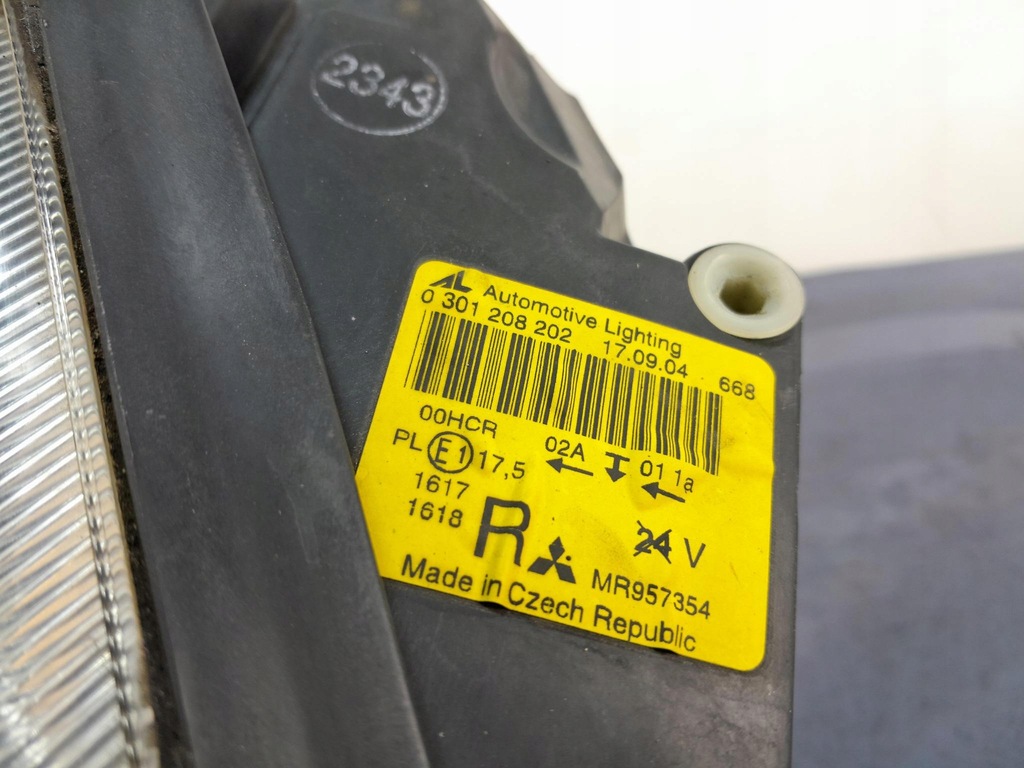 2343
AL Automotive Lighting
0 301 208 202 17.09.04 668
00HCR 02A 01 1a
PL E1 17,5
1617
1618
R 24 V
MR957354
Made in Czech Republic